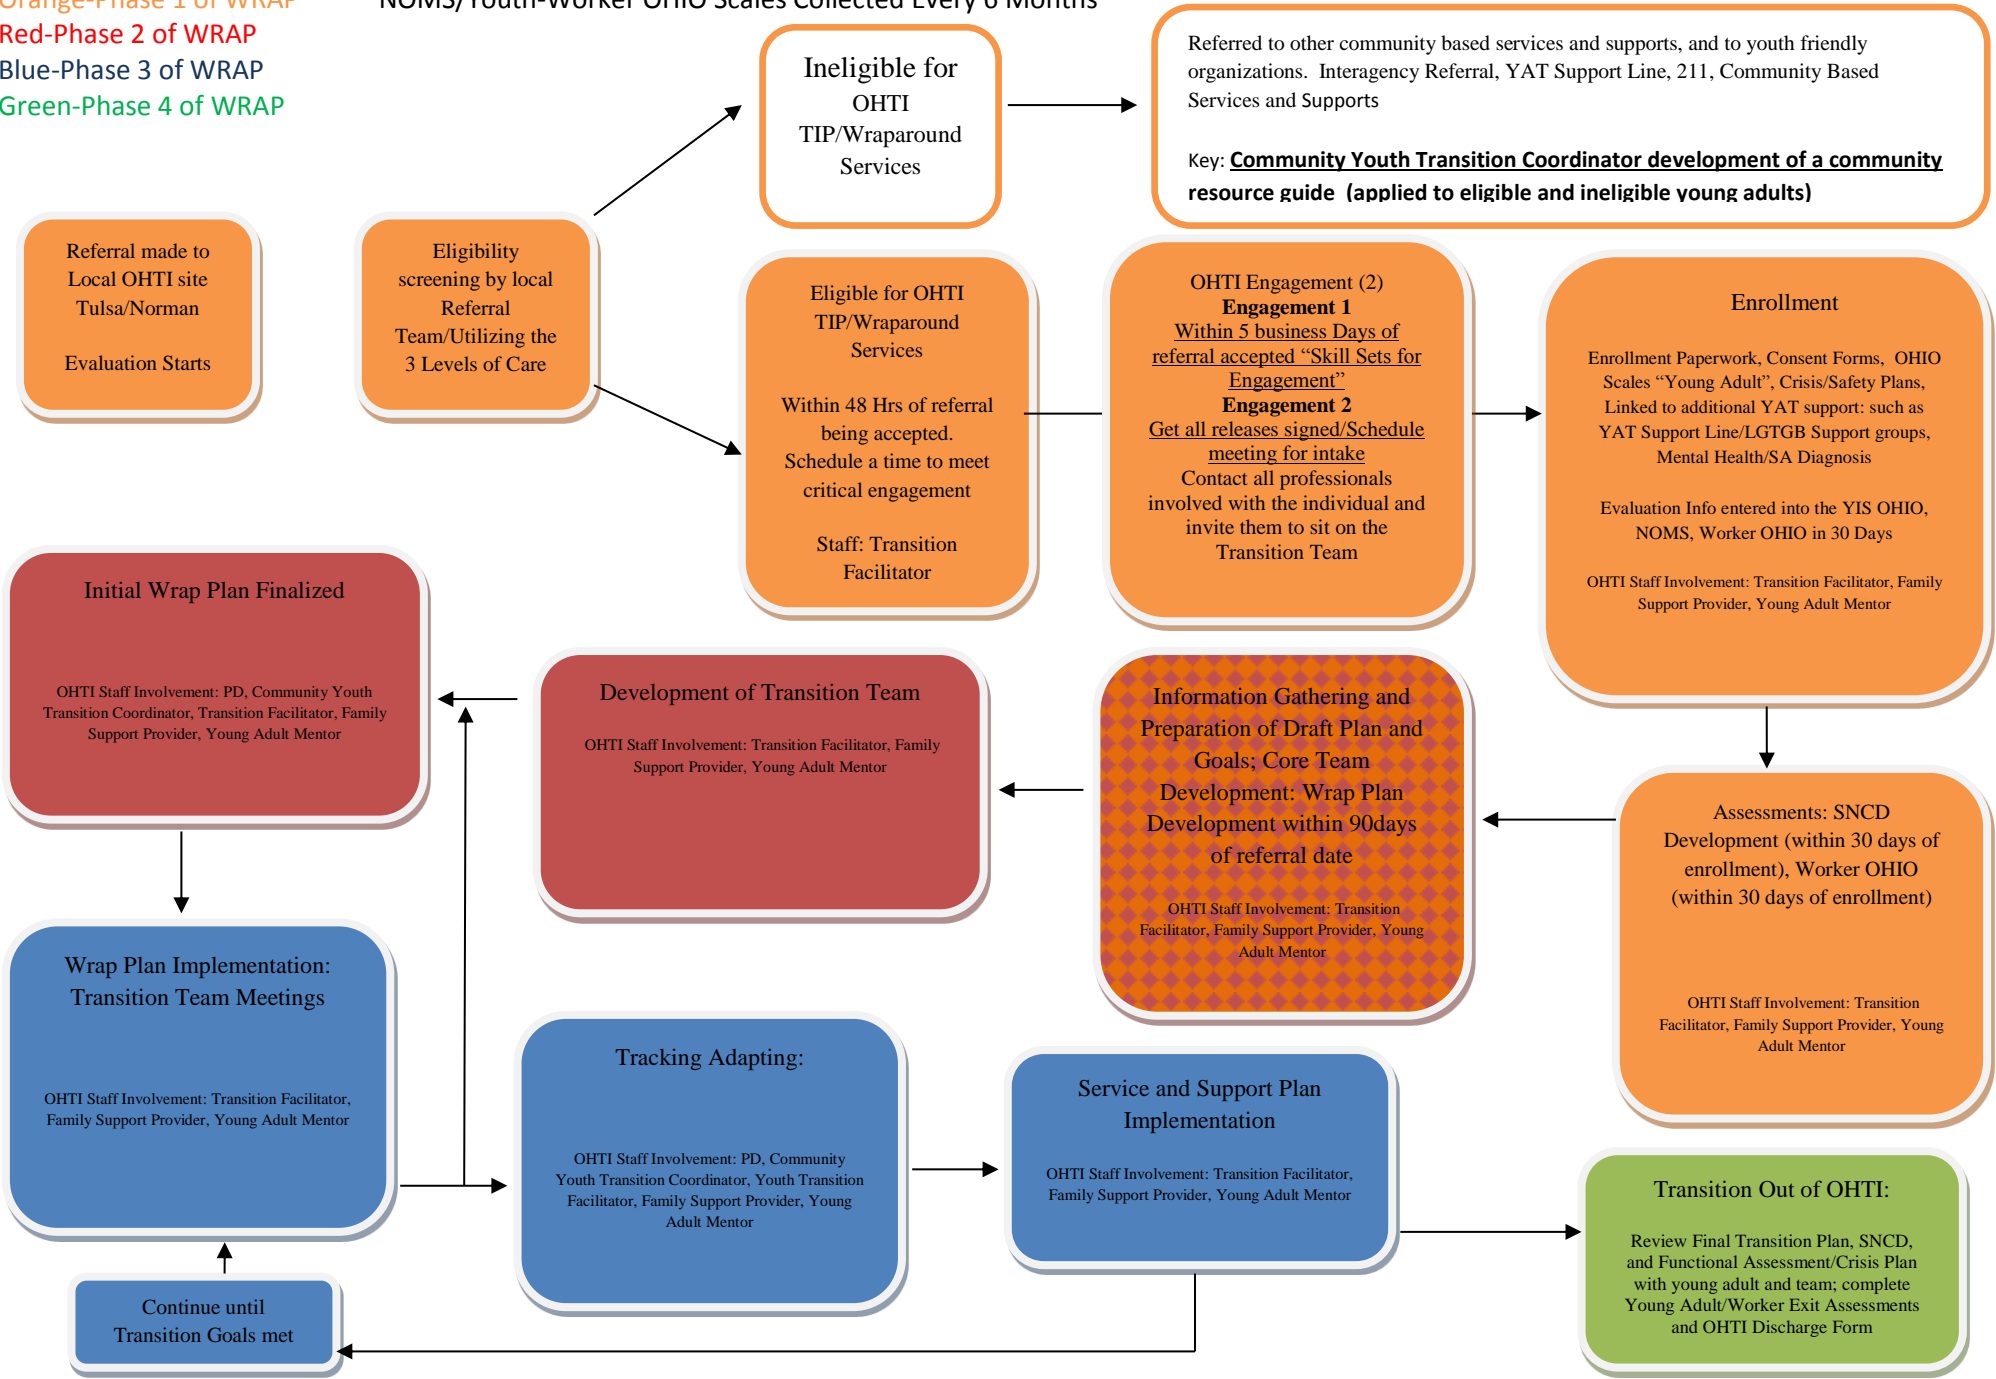 Orange-Phase 1 of WRAP
NOMS/Youth-Worker OHIO Scales Collected Every 6 Months
Red-Phase 2 of WRAP
Blue-Phase 3 of WRAP
Green-Phase 4 of WRAP
Ineligible for
OHTI
TIP/Wraparound
Services
Referred to other community based services and supports, and to youth friendly
organizations. Interagency Referral, YAT Support Line, 211, Community Based
Services and Supports
Key: Community Youth Transition Coordinator development of a community
resource guide (applied to eligible and ineligible young adults)
Referral made to
Local OHTI site
Tulsa/Norman
Evaluation Starts
Eligibility
screening by local
Referral
Team/Utilizing the
3 Levels of Care
Eligible for OHTI
TIP/Wraparound
Services
Within 48 Hrs of referral
being accepted.
Schedule a time to meet
critical engagement
Staff: Transition
Facilitator
OHTI Engagement (2)
Engagement 1
Within 5 business Days of
referral accepted “Skill Sets for
Engagement”
Engagement 2
Get all releases signed/Schedule
meeting for intake
Contact all professionals
involved with the individual and
invite them to sit on the
Transition Team
Enrollment
Enrollment Paperwork, Consent Forms, OHIO
Scales “Young Adult”, Crisis/Safety Plans,
Linked to additional YAT support: such as
YAT Support Line/LGTGB Support groups,
Mental Health/SA Diagnosis
Evaluation Info entered into the YIS OHIO,
NOMS, Worker OHIO in 30 Days
OHTI Staff Involvement: Transition Facilitator, Family
Support Provider, Young Adult Mentor
Initial Wrap Plan Finalized
OHTI Staff Involvement: PD, Community Youth
Transition Coordinator, Transition Facilitator, Family
Support Provider, Young Adult Mentor
Development of Transition Team
OHTI Staff Involvement: Transition Facilitator, Family
Support Provider, Young Adult Mentor
Information Gathering and
Preparation of Draft Plan and
Goals; Core Team
Development: Wrap Plan
Development within 90days
of referral date
OHTI Staff Involvement: Transition
Facilitator, Family Support Provider, Young
Adult Mentor
Assessments: SNCD
Development (within 30 days of
enrollment), Worker OHIO
(within 30 days of enrollment)
OHTI Staff Involvement: Transition
Facilitator, Family Support Provider, Young
Adult Mentor
Wrap Plan Implementation:
Transition Team Meetings
OHTI Staff Involvement: Transition Facilitator,
Family Support Provider, Young Adult Mentor
Tracking Adapting:
OHTI Staff Involvement: PD, Community
Youth Transition Coordinator, Youth Transition
Facilitator, Family Support Provider, Young
Adult Mentor
Service and Support Plan
Implementation
OHTI Staff Involvement: Transition Facilitator,
Family Support Provider, Young Adult Mentor
Transition Out of OHTI:
Review Final Transition Plan, SNCD,
and Functional Assessment/Crisis Plan
with young adult and team; complete
Young Adult/Worker Exit Assessments
and OHTI Discharge Form
Continue until
Transition Goals met